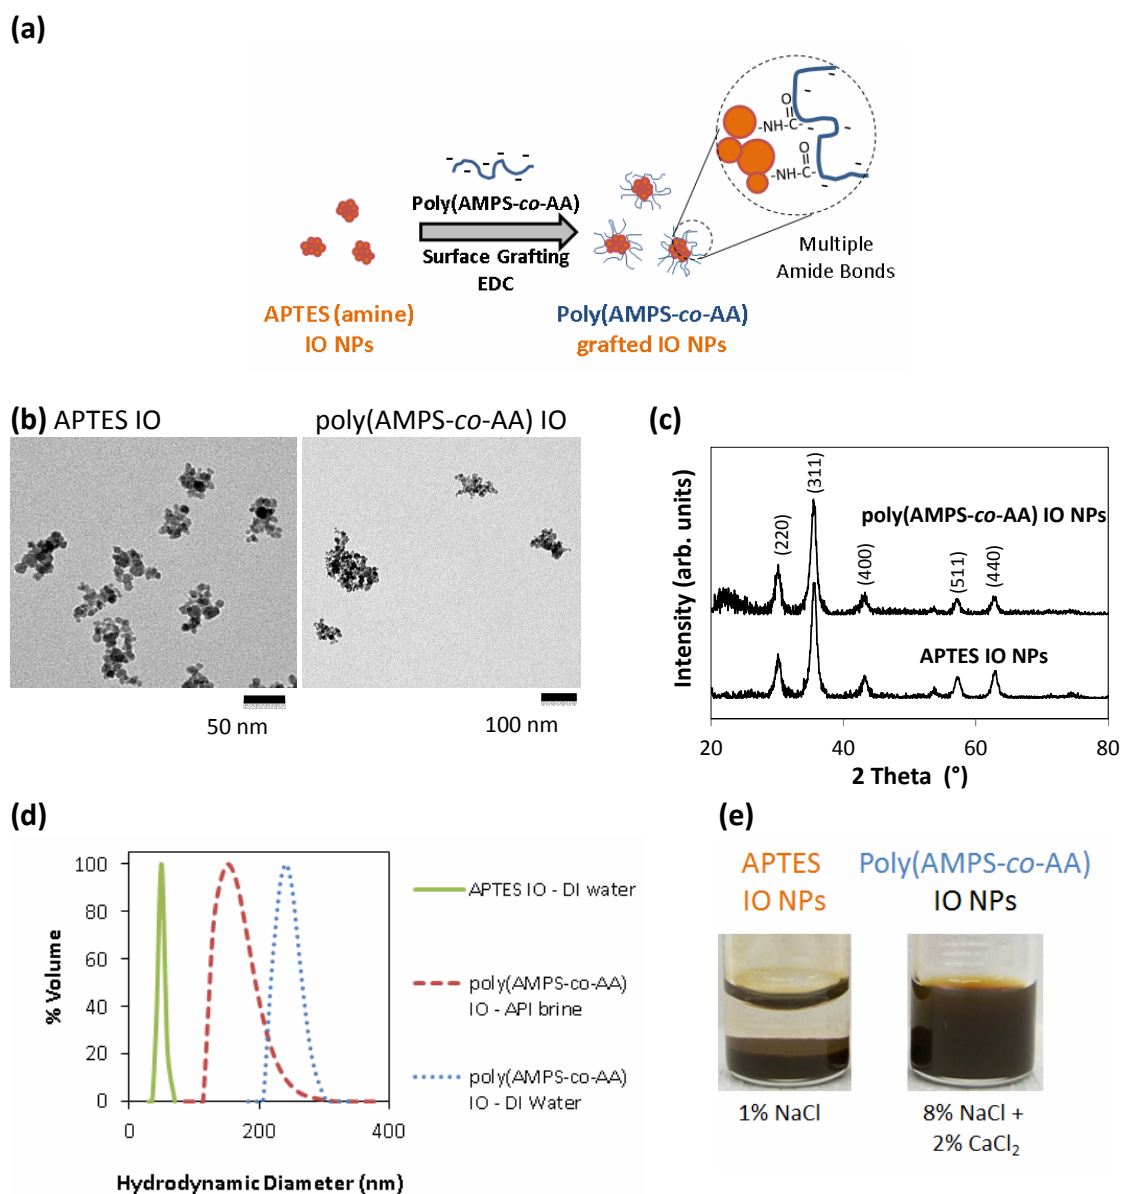 (a)
O
-NH-C-
O
-NH-C-
Poly(AMPS-co-AA)
Surface Grafting
EDC
Multiple
Amide Bonds
APTES (amine)
IO NPs
Poly(AMPS-co-AA)
grafted IO NPs
(b) APTES IO
poly(AMPS-co-AA) IO
50 nm
100 nm
(c)
Intensity (arb. units)
(220)
(311)
(400)
(511)
(440)
poly(AMPS-co-AA) IO NPs
APTES IO NPs
20 40 60 80
2 Theta (°)
(d)
% Volume
100
80
60
40
20
0
0 200 400
Hydrodynamic Diameter (nm)
APTES IO - DI water
poly(AMPS-co-AA)
IO - API brine
poly(AMPS-co-AA)
IO - DI Water
(e)
APTES
IO NPs
Poly(AMPS-co-AA)
IO NPs
1% NaCl
8% NaCl +
2% CaCl₂